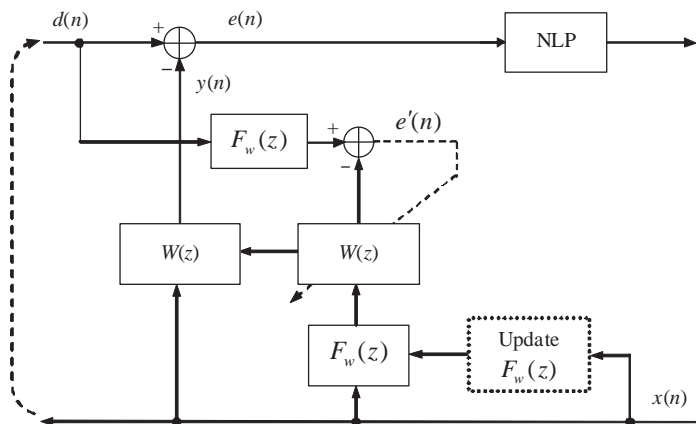 d(n)
+
e(n)
NLP
−
y(n)
F_w(z)
+
e'(n)
−
W(z)
W(z)
F_w(z)
Update
F_w(z)
x(n)